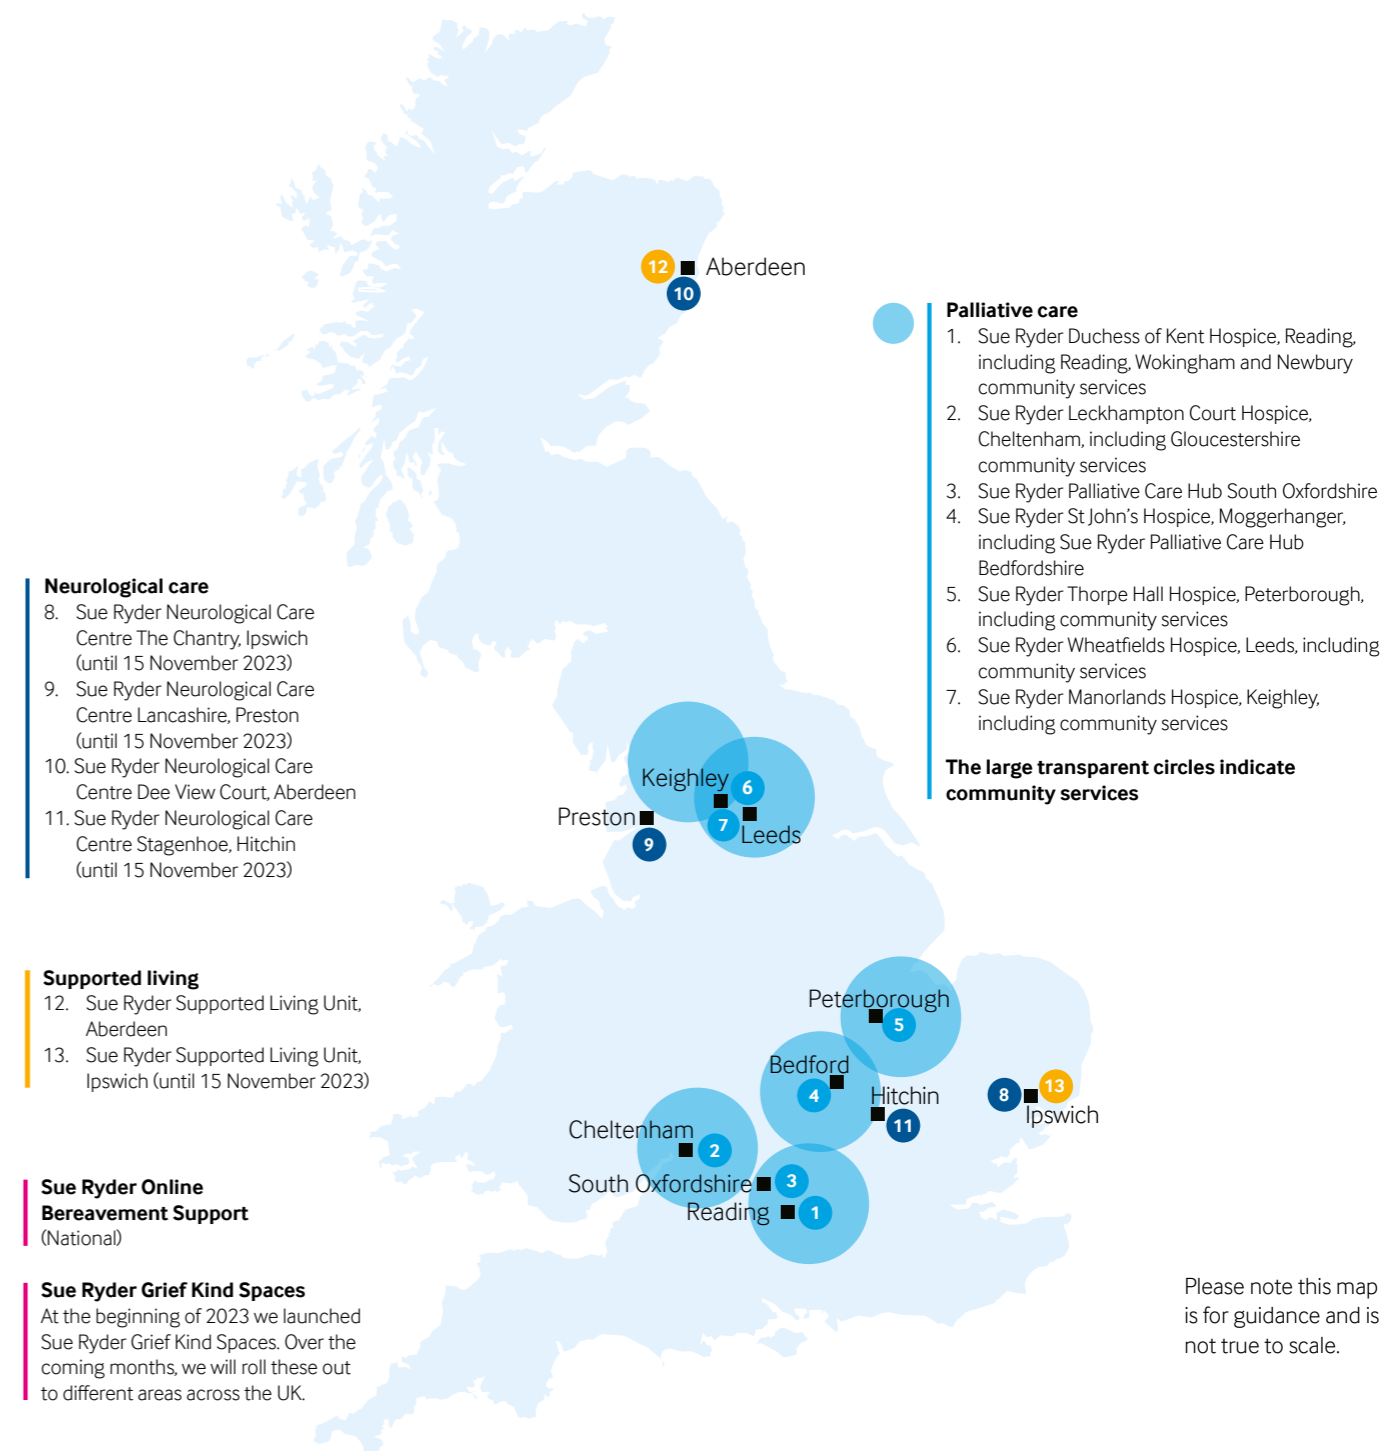 12
Aberdeen
10
Palliative care
1. Sue Ryder Duchess of Kent Hospice, Reading,
including Reading, Wokingham and Newbury
community services
2. Sue Ryder Leckhampton Court Hospice,
Cheltenham, including Gloucestershire
community services
3. Sue Ryder Palliative Care Hub South Oxfordshire
4. Sue Ryder St John's Hospice, Moggerhanger,
including Sue Ryder Palliative Care Hub
Bedfordshire
5. Sue Ryder Thorpe Hall Hospice, Peterborough,
including community services
6. Sue Ryder Wheatfields Hospice, Leeds, including
community services
7. Sue Ryder Manorlands Hospice, Keighley,
including community services
The large transparent circles indicate
community services
Neurological care
8. Sue Ryder Neurological Care
Centre The Chantry, Ipswich
(until 15 November 2023)
9. Sue Ryder Neurological Care
Centre Lancashire, Preston
(until 15 November 2023)
10. Sue Ryder Neurological Care
Centre Dee View Court, Aberdeen
11. Sue Ryder Neurological Care
Centre Stagenhoe, Hitchin
(until 15 November 2023)
Keighley
6
Preston
7
Leeds
9
Supported living
12. Sue Ryder Supported Living Unit,
Aberdeen
13. Sue Ryder Supported Living Unit,
Ipswich (until 15 November 2023)
Peterborough
5
Bedford
4
Hitchin
11
8
13
Ipswich
Cheltenham
2
South Oxfordshire
3
Reading
1
Sue Ryder Online
Bereavement Support
(National)
Sue Ryder Grief Kind Spaces
At the beginning of 2023 we launched
Sue Ryder Grief Kind Spaces. Over the
coming months, we will roll these out
to different areas across the UK.
Please note this map
is for guidance and is
not true to scale.